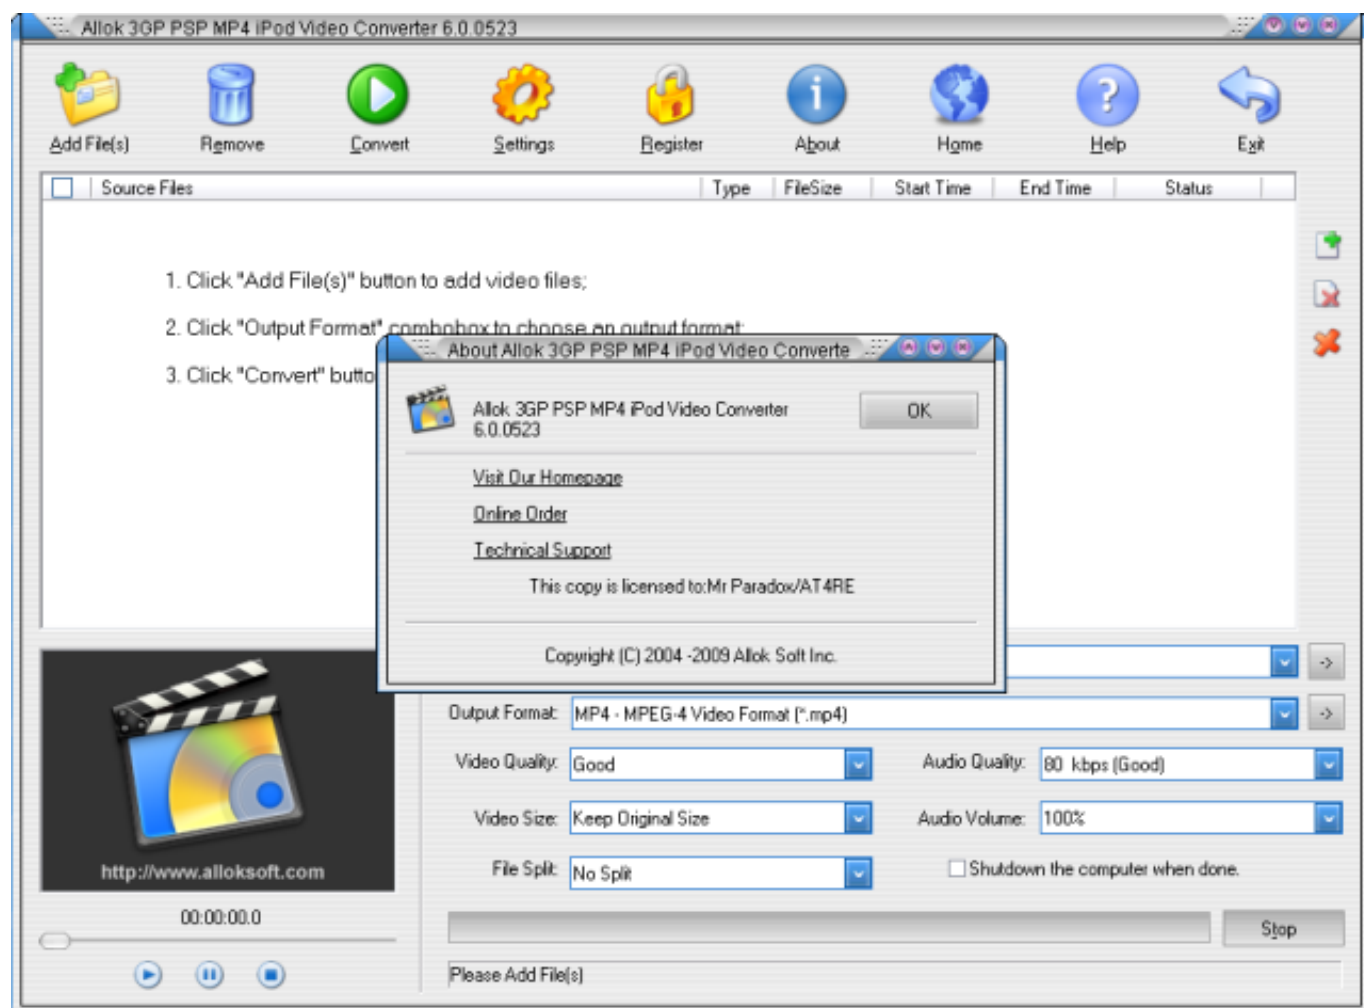 Allok 3GP PSP MP4 iPod Video Converter 6.0.0523
Add File(s) Remove Convert Settings Register About Home Help Exit
Source Files Type FileSize Start Time End Time Status
1. Click "Add File(s)" button to add video files;
2. Click "Output Format" combobox to choose an output format;
3. Click "Convert" butto
About Allok 3GP PSP MP4 iPod Video Converte
Allok 3GP PSP MP4 iPod Video Converter
6.0.0523
OK
Visit Our Homepage
Online Order
Technical Support
This copy is licensed to:Mr Paradox/AT4RE
Copyright (C) 2004 -2009 Allok Soft Inc.
->
Output Format: MP4 - MPEG-4 Video Format (*.mp4) ->
Video Quality: Good Audio Quality: 80 kbps (Good)
Video Size: Keep Original Size Audio Volume: 100%
File Split: No Split Shutdown the computer when done.
http://www.alloksoft.com
00:00:00.0
Stop
Please Add File(s)